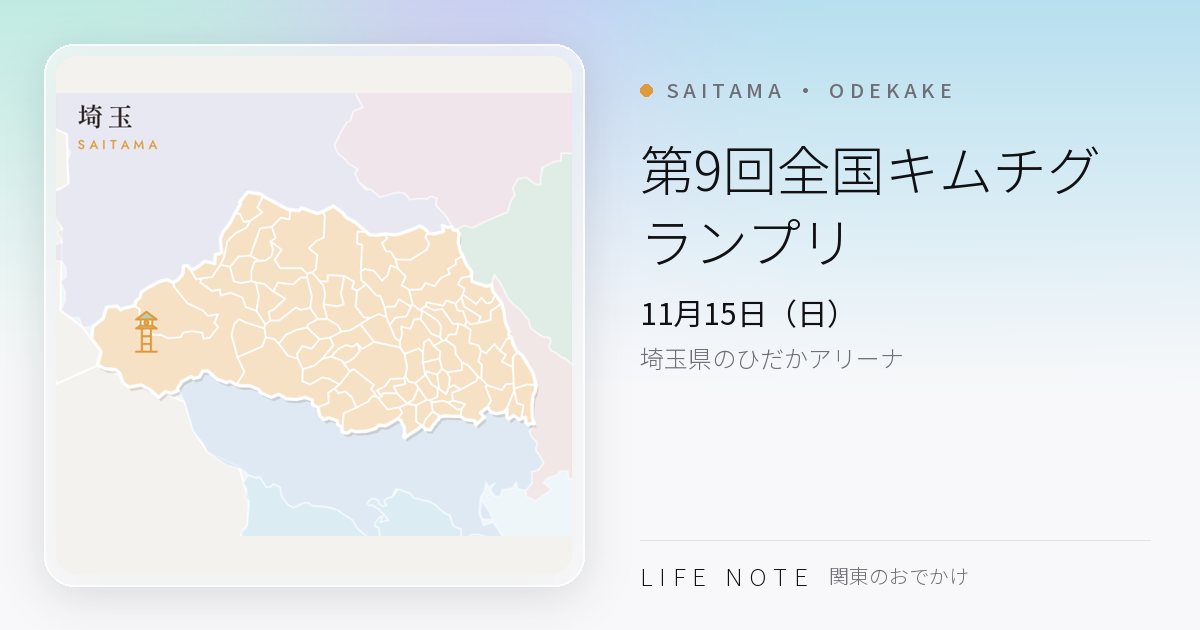 埼玉
SAITAMA
SAITAMA • ODEKAKE
第9回全国キムチグ
ランプリ
11月15日（日）
埼玉県のひだかアリーナ
LIFE NOTE 関東のおでかけ